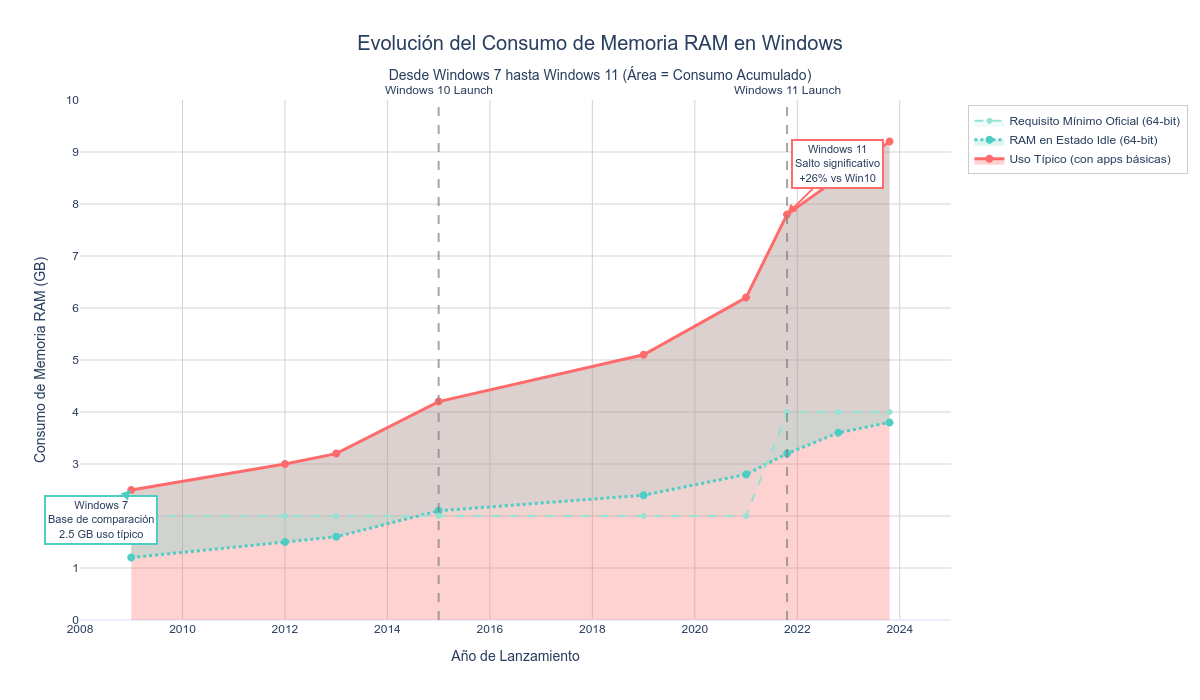 Evolución del Consumo de Memoria RAM en Windows
Desde Windows 7 hasta Windows 11 (Área = Consumo Acumulado)
Windows 10 Launch
Windows 11 Launch
Requisito Mínimo Oficial (64-bit)
RAM en Estado Idle (64-bit)
Uso Típico (con apps básicas)
Windows 11
Salto significativo
+26% vs Win10
Windows 7
Base de comparación
2.5 GB uso típico
Consumo de Memoria RAM (GB)
10
9
8
7
6
5
4
3
1
0
2008
2010
2012
2014
2016
2018
2020
2022
2024
Año de Lanzamiento